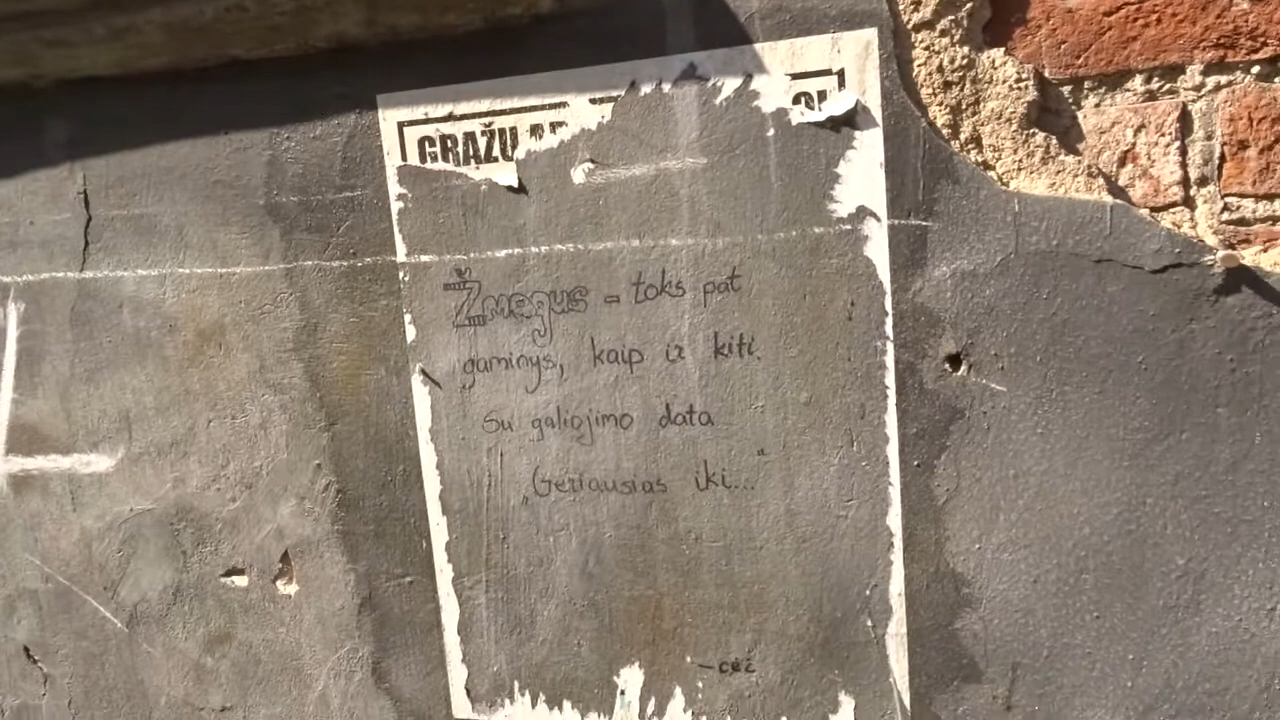 GRAŽU
Žmogus – toks pat
gaminys, kaip ir kiti.
Su galiojimo data
„Geriausias iki..."
– cėž